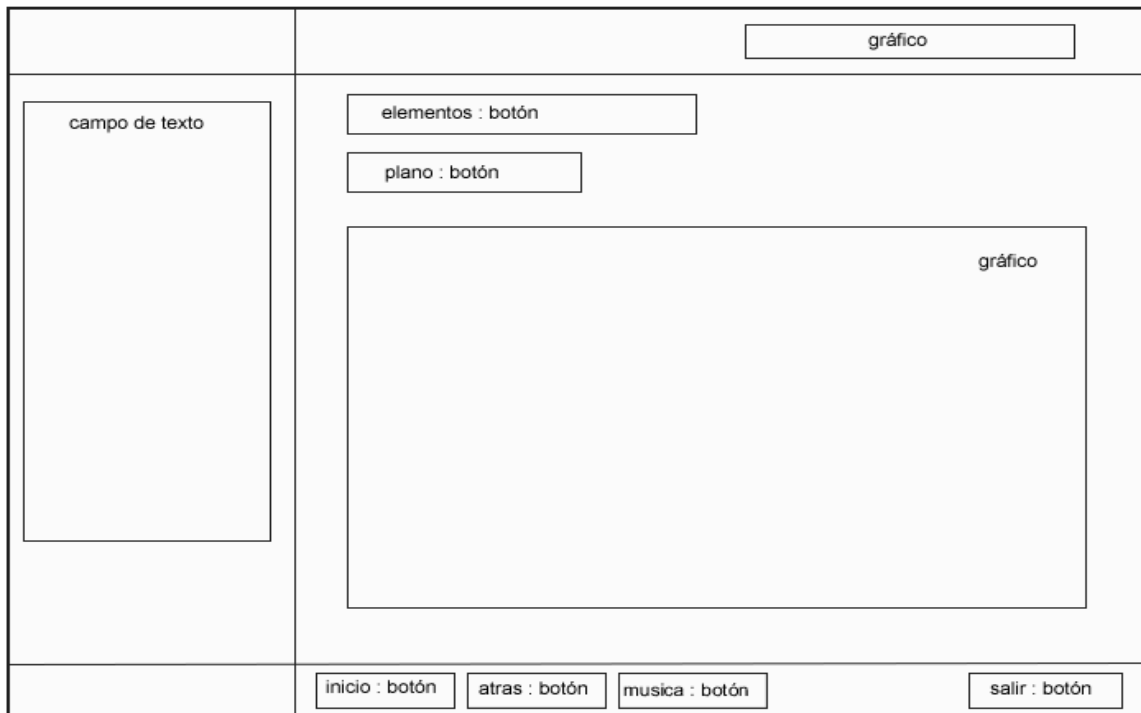 gráfico
campo de texto
elementos : botón
plano : botón
gráfico
inicio : botón
atras : botón
musica : botón
salir : botón